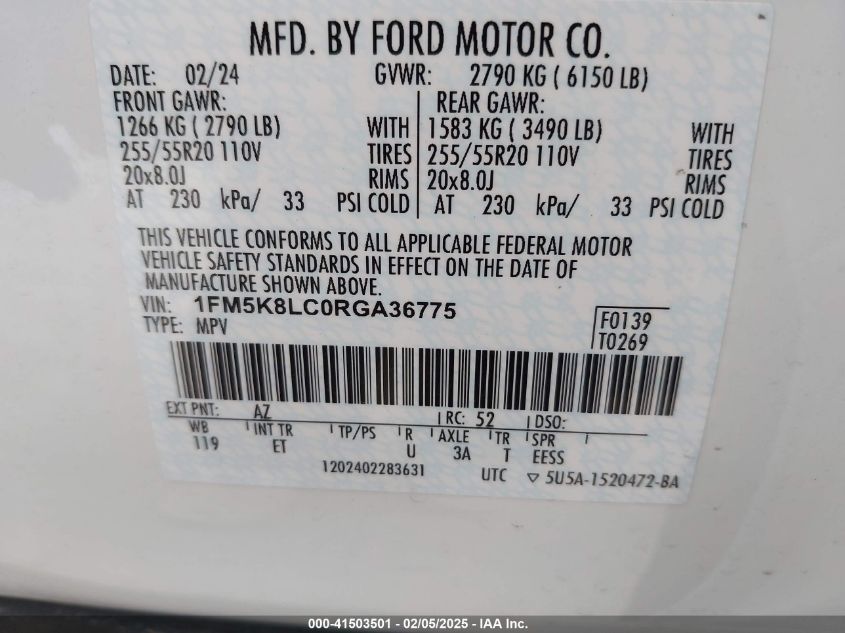 MFD. BY FORD MOTOR CO.
DATE: 02/24 GVWR: 2790 KG ( 6150 LB)
FRONT GAWR: REAR GAWR:
1266 KG ( 2790 LB) WITH 1583 KG ( 3490 LB) WITH
255/55R20 110V TIRES 255/55R20 110V TIRES
20x8.0J RIMS 20x8.0J RIMS
AT 230 kPa/ 33 PSI COLD AT 230 kPa/ 33 PSI COLD
THIS VEHICLE CONFORMS TO ALL APPLICABLE FEDERAL MOTOR
VEHICLE SAFETY STANDARDS IN EFFECT ON THE DATE OF
MANUFACTURE SHOWN ABOVE.
VIN: 1FM5K8LC0RGA36775 F0139
TYPE: MPV T0269
EXT PNT: AZ RC: 52 DSO:
WB INT TR TP/PS R AXLE TR SPR
119 ET U 3A T EESS
1202402283631 UTC ▽ 5U5A-1520472-BA
000-41503501 - 02/05/2025 - IAA Inc.